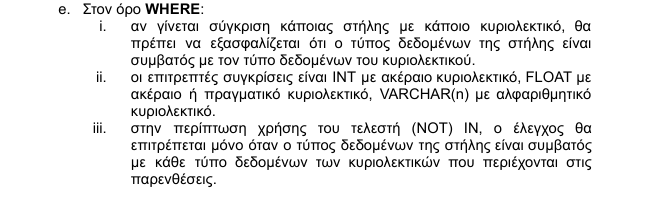 e. Στον όρο WHERE:
i. αν γίνεται σύγκριση κάποιας στήλης με κάποιο κυριολεκτικό, θα
πρέπει να εξασφαλίζεται ότι ο τύπος δεδομένων της στήλης είναι
συμβατός με τον τύπο δεδομένων του κυριολεκτικού.
ii. οι επιτρεπτές συγκρίσεις είναι INT με ακέραιο κυριολεκτικό, FLOAT με
ακέραιο ή πραγματικό κυριολεκτικό, VARCHAR(n) με αλφαριθμητικό
κυριολεκτικό.
iii. στην περίπτωση χρήσης του τελεστή (NOT) IN, ο έλεγχος θα
επιτρέπεται μόνο όταν ο τύπος δεδομένων της στήλης είναι συμβατός
με κάθε τύπο δεδομένων των κυριολεκτικών που περιέχονται στις
παρενθέσεις.